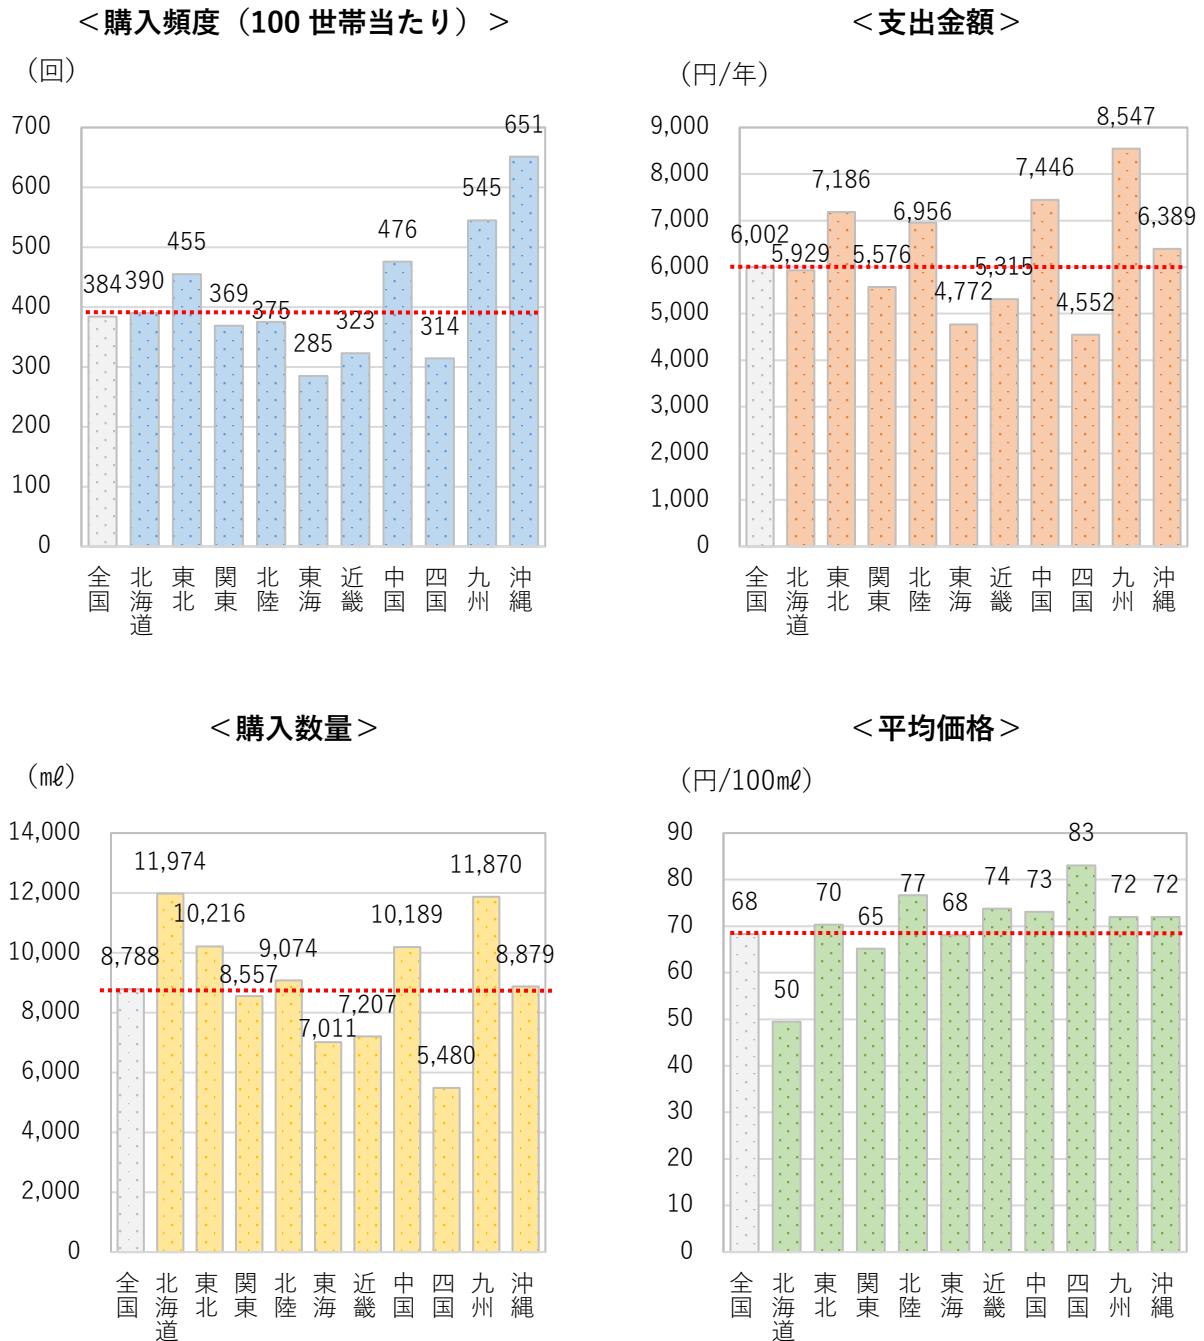 ＜購入頻度（100 世帯当たり）＞
（回）
700
600
500
400
300
200
100
0
384
390
455
369
375
285
323
476
314
545
651
全国
北海道
東北
関東
北陸
東海
近畿
中国
四国
九州
沖縄
＜支出金額＞
（円/年）
9,000
8,000
7,000
6,000
5,000
4,000
3,000
2,000
1,000
0
6,002
5,929
7,186
5,576
6,956
4,772
5,315
7,446
4,552
8,547
6,389
全国
北海道
東北
関東
北陸
東海
近畿
中国
四国
九州
沖縄
＜購入数量＞
（㎖）
14,000
12,000
10,000
8,000
6,000
4,000
2,000
0
8,788
11,974
10,216
8,557
9,074
7,011
7,207
10,189
5,480
11,870
8,879
全国
北海道
東北
関東
北陸
東海
近畿
中国
四国
九州
沖縄
＜平均価格＞
（円/100㎖）
90
80
70
60
50
40
30
20
10
0
68
50
70
65
77
68
74
73
83
72
72
全国
北海道
東北
関東
北陸
東海
近畿
中国
四国
九州
沖縄